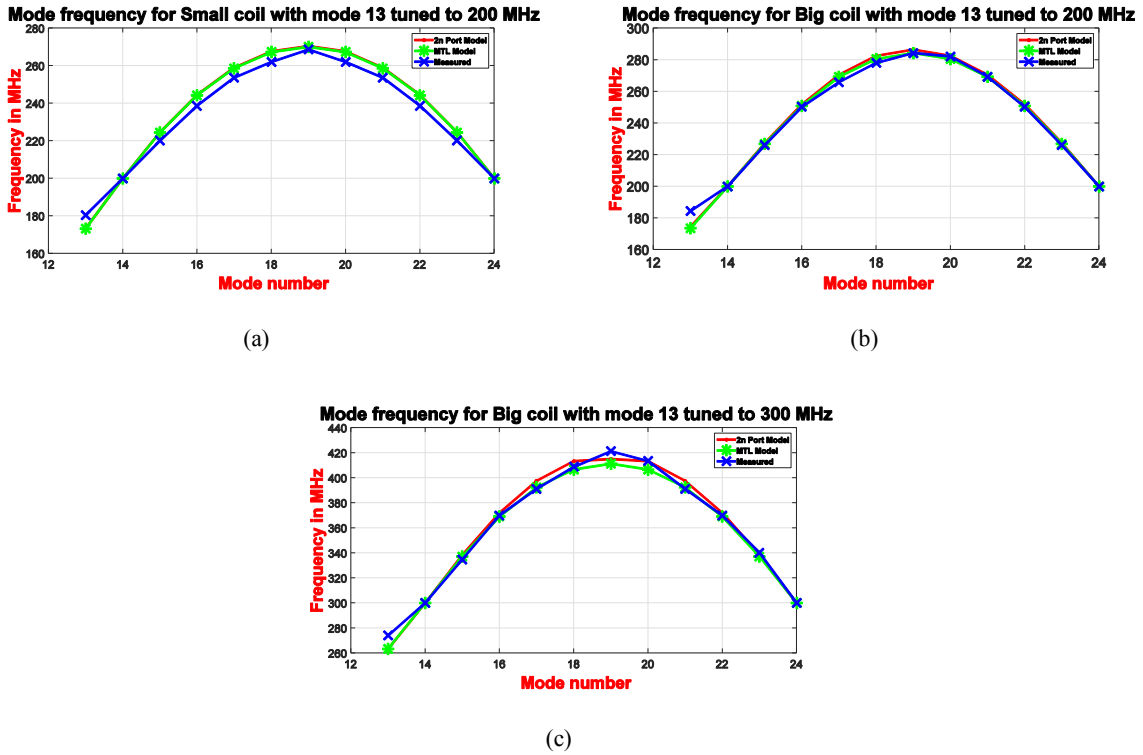 Mode frequency for Small coil with mode 13 tuned to 200 MHz
280
260
240
220
200
180
160
Frequency in MHz
2n Port Model
MTL Model
Measured
12 14 16 18 20 22 24
Mode number
(a)
Mode frequency for Big coil with mode 13 tuned to 200 MHz
300
280
260
240
220
200
180
160
Frequency in MHz
2n Port Model
MTL Model
Measured
12 14 16 18 20 22 24
Mode number
(b)
Mode frequency for Big coil with mode 13 tuned to 300 MHz
440
420
400
380
360
340
320
300
280
260
Frequency in MHz
2n Port Model
MTL Model
Measured
12 14 16 18 20 22 24
Mode number
(c)